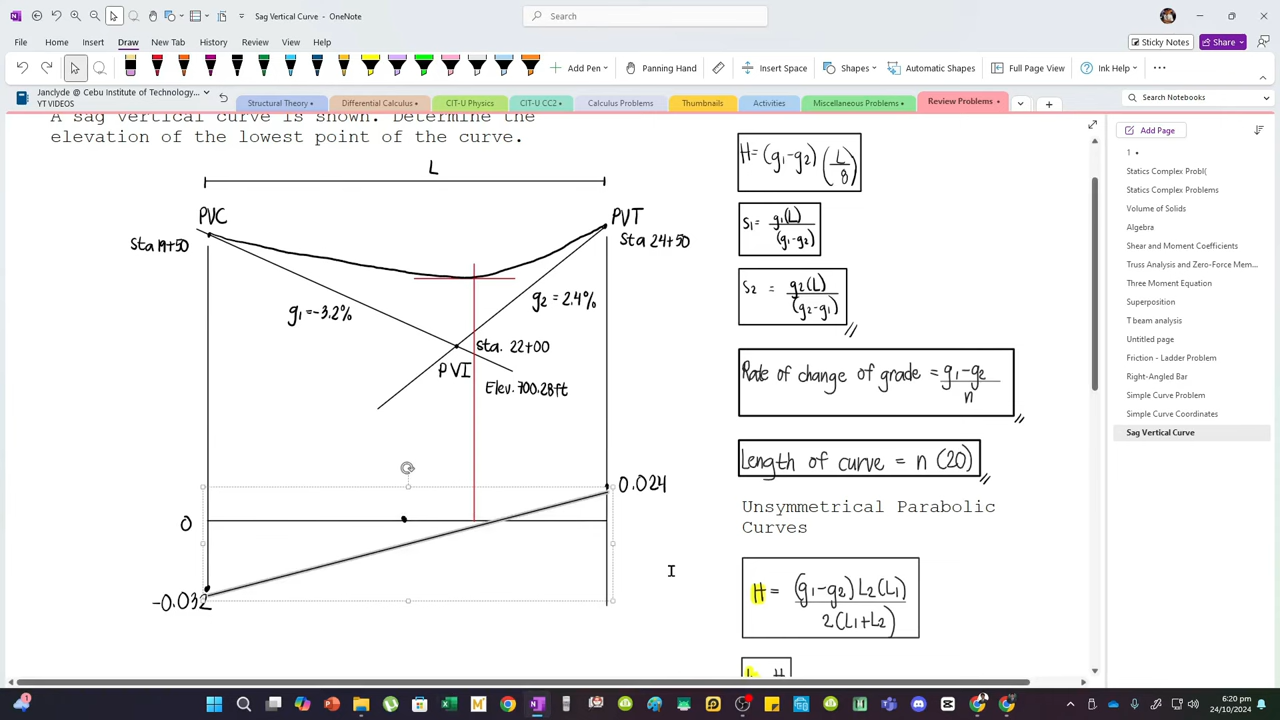 Sag Vertical Curve - OneNote
Search
File Home Insert Draw New Tab History Review View Help
Sticky Notes Share
Add Pen Panning Hand Insert Space Shapes Automatic Shapes Full Page View Ink Help
Janclyde @ Cebu Institute of Technology...
YT VIDEOS
Structural Theory Differential Calculus CIT-U Physics CIT-U CC2 Calculus Problems Thumbnails Activities Miscellaneous Problems Review Problems
Search Notebooks
Add Page
1
Statics Complex Probl(
Statics Complex Problems
Volume of Solids
Algebra
Shear and Moment Coefficients
Truss Analysis and Zero-Force Mem...
Three Moment Equation
Superposition
T beam analysis
Untitled page
Friction - Ladder Problem
Right-Angled Bar
Simple Curve Problem
Simple Curve Coordinates
Sag Vertical Curve
A sag vertical curve is shown. Determine the
elevation of the lowest point of the curve.
L
PVC
PVT
Sta 19+50
Sta 24+50
g1 = -3.2%
g2 = 2.4%
Sta. 22+00
PVI
Elev. 700.28ft
0.024
0
-0.032
H = (g1-g2) (L/8)
S1 = g1(L)/(g1-g2)
S2 = g2(L)/(g2-g1)
Rate of change of grade = g1-g2/n
Length of curve = n (20)
Unsymmetrical Parabolic
Curves
H = (g1-g2) L2 (L1)/2(L1+L2)
H
1
6:20 pm
24/10/2024